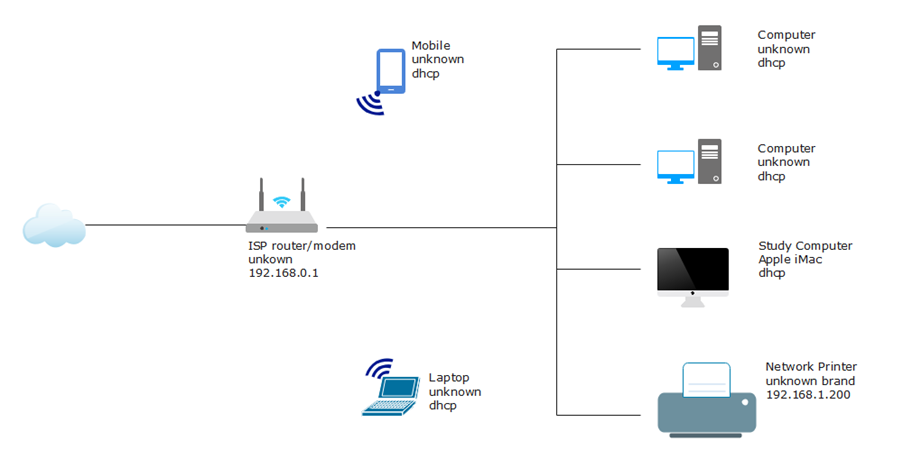 Mobile
unknown
dhcp
Computer
unknown
dhcp
Computer
unknown
dhcp
ISP router/modem
unkown
192.168.0.1
Study Computer
Apple iMac
dhcp
Laptop
unknown
dhcp
Network Printer
unknown brand
192.168.1.200